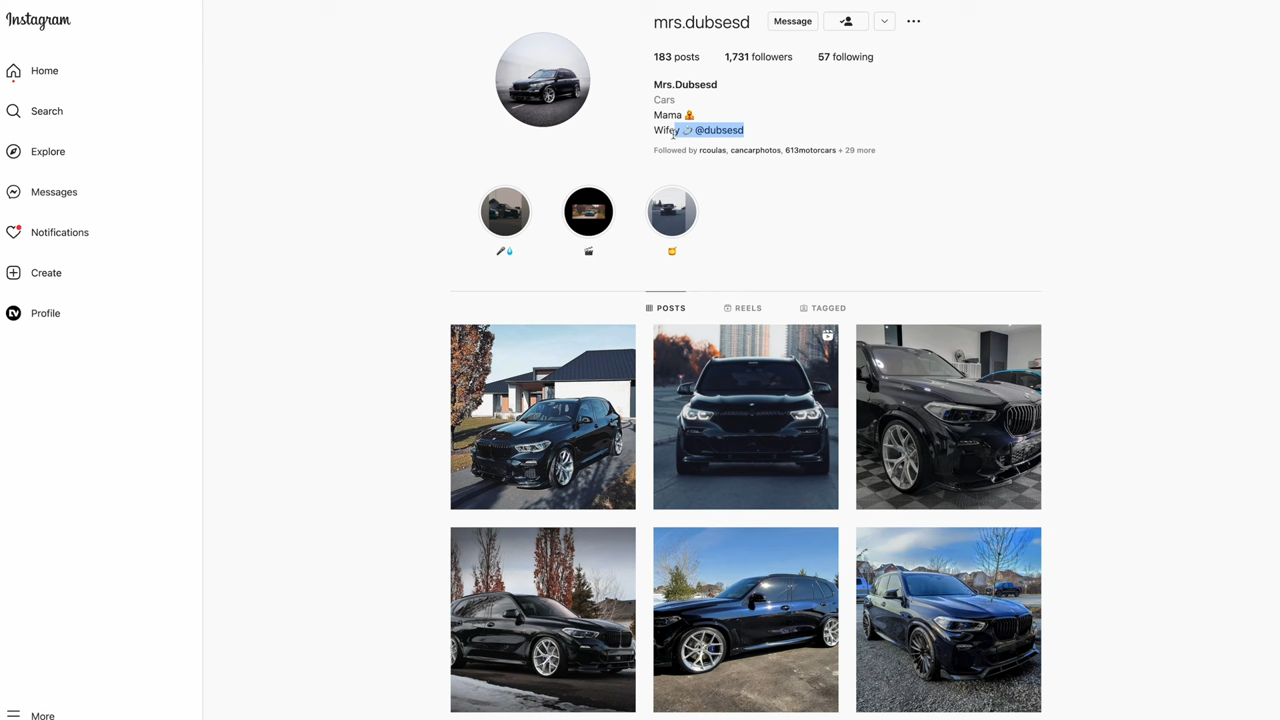 Instagram
Home
Search
Explore
Messages
Notifications
Create
Profile
More
mrs.dubsesd Message
183 posts 1,731 followers 57 following
Mrs.Dubsesd
Cars
Mama
Wifey @dubsesd
Followed by rcoulas, cancarphotos, 613motorcars + 29 more
POSTS REELS TAGGED